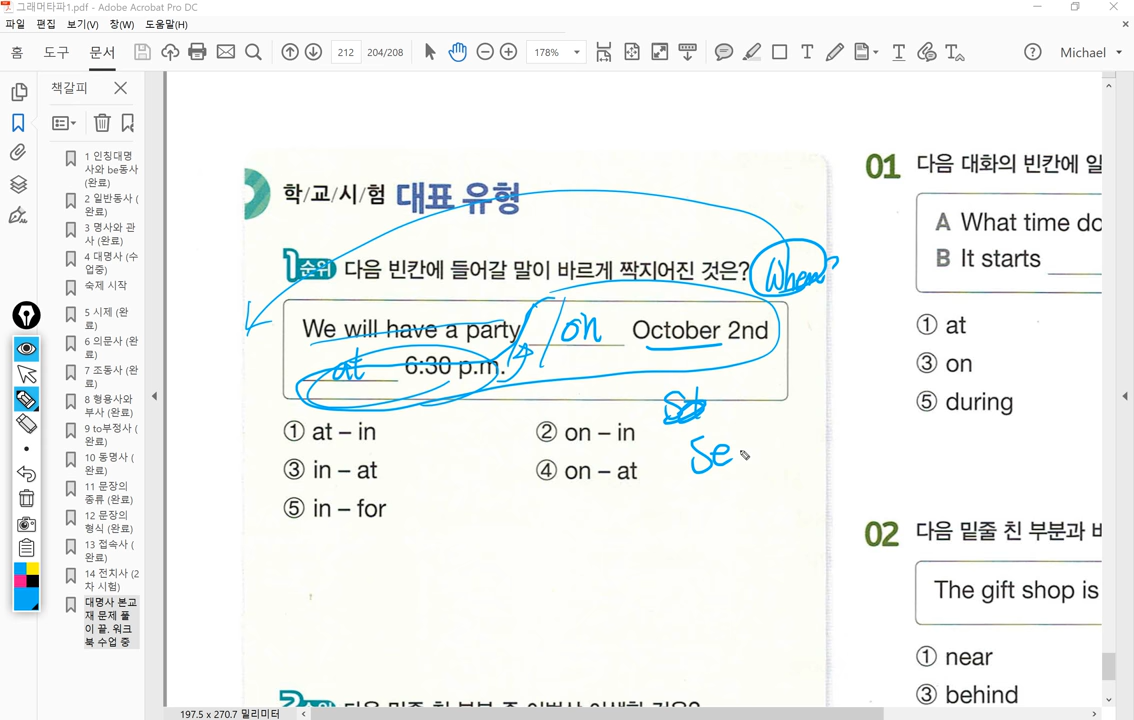 그래머타파1.pdf - Adobe Acrobat Pro DC
파일 편집 보기(V) 창(W) 도움말(H)
홈 도구 문서 212 204/208 178% Michael
책갈피
1 인칭대명
사와 be동사
(완료)
2 일반동사 (
완료)
3 명사와 관
사 (완료)
4 대명사 (수
업중)
숙제 시작
5 시제 (완
료)
6 의문사 (완
료)
7 조동사 (완
료)
8 형용사와
부사 (완료)
9 to부정사 (
완료)
10 동명사 (
완료)
11 문장의
종류 (완료)
12 문장의
형식 (완료)
13 접속사 (
완료)
14 전치사 (2
차 시험)
대명사 본교
재 문제 풀
이 끝. 워크
북 수업 중
학/교/시/험 대표 유형
1순위 다음 빈칸에 들어갈 말이 바르게 짝지어진 것은? When?
We will have a party on October 2nd
at 6:30 p.m.
① at – in
② on – in
③ in – at
④ on – at
⑤ in – for
Se
01 다음 대화의 빈칸에 일
A What time do
B It starts
① at
③ on
⑤ during
02 다음 밑줄 친 부분과 바
The gift shop is
① near
③ behind
197.5 x 270.7 밀리미터